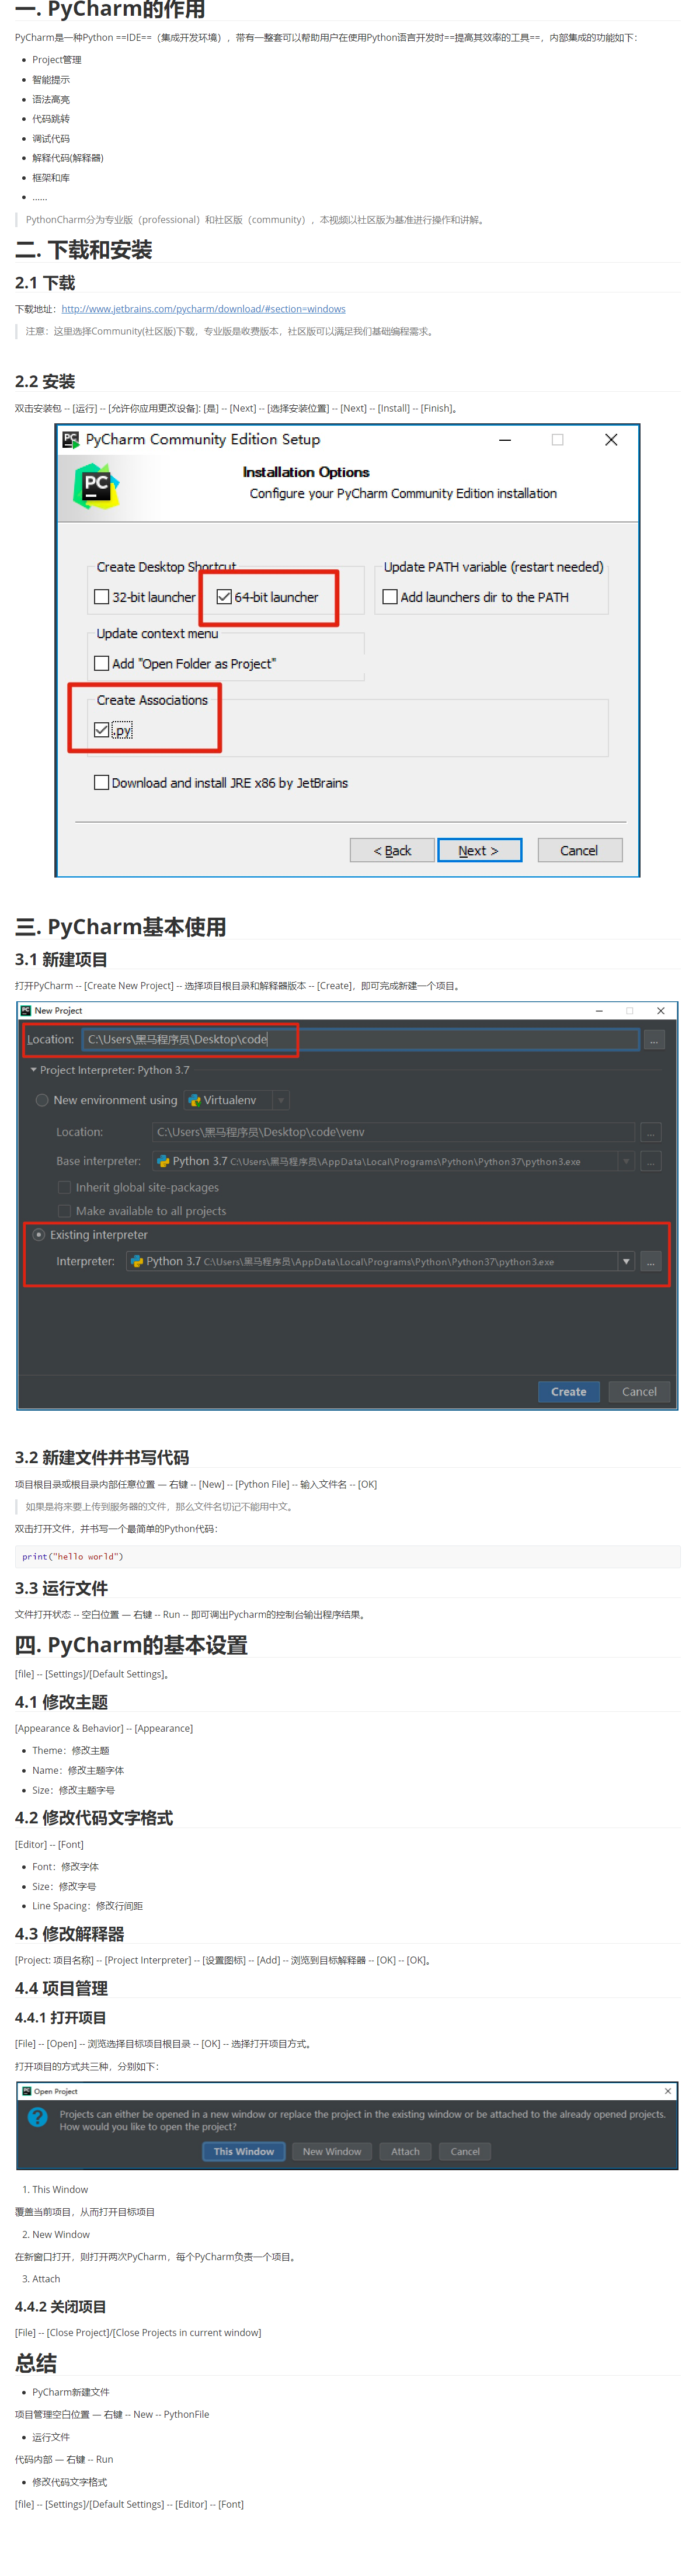 一. PyCharm的作用
PyCharm是一种Python ==IDE==（集成开发环境），带有一整套可以帮助用户在使用Python语言开发时==提高其效率的工具==，内部集成的功能如下：
Project管理
智能提示
语法高亮
代码跳转
调试代码
解释代码(解释器)
框架和库
......
PythonCharm分为专业版（professional）和社区版（community），本视频以社区版为基准进行操作和讲解。
二. 下载和安装
2.1 下载
下载地址：http://www.jetbrains.com/pycharm/download/#section=windows
注意：这里选择Community(社区版)下载，专业版是收费版本，社区版可以满足我们基础编程需求。
2.2 安装
双击安装包 -- [运行] -- [允许你应用更改设备]: [是] -- [Next] -- [选择安装位置] -- [Next] -- [Install] -- [Finish]。
PyCharm Community Edition Setup
Installation Options
Configure your PyCharm Community Edition installation
Create Desktop Shortcut
Update PATH variable (restart needed)
32-bit launcher
64-bit launcher
Add launchers dir to the PATH
Update context menu
Add "Open Folder as Project"
Create Associations
.py
Download and install JRE x86 by JetBrains
< Back
Next >
Cancel
三. PyCharm基本使用
3.1 新建项目
打开PyCharm -- [Create New Project] -- 选择项目根目录和解释器版本 -- [Create]，即可完成新建一个项目。
New Project
Location: C:\Users\黑马程序员\Desktop\code
Project Interpreter: Python 3.7
New environment using Virtualenv
Location: C:\Users\黑马程序员\Desktop\code\venv
Base interpreter: Python 3.7 C:\Users\黑马程序员\AppData\Local\Programs\Python\Python37\python3.exe
Inherit global site-packages
Make available to all projects
Existing interpreter
Interpreter: Python 3.7 C:\Users\黑马程序员\AppData\Local\Programs\Python\Python37\python3.exe
Create
Cancel
3.2 新建文件并书写代码
项目根目录或根目录内部任意位置 — 右键 -- [New] -- [Python File] -- 输入文件名 -- [OK]
如果是将来要上传到服务器的文件，那么文件名切记不能用中文。
双击打开文件，并书写一个最简单的Python代码：
print("hello world")
3.3 运行文件
文件打开状态 -- 空白位置 — 右键 -- Run -- 即可调出Pycharm的控制台输出程序结果。
四. PyCharm的基本设置
[file] -- [Settings]/[Default Settings]。
4.1 修改主题
[Appearance & Behavior] -- [Appearance]
Theme：修改主题
Name：修改主题字体
Size：修改主题字号
4.2 修改代码文字格式
[Editor] -- [Font]
Font：修改字体
Size：修改字号
Line Spacing：修改行间距
4.3 修改解释器
[Project: 项目名称] -- [Project Interpreter] -- [设置图标] -- [Add] -- 浏览到目标解释器 -- [OK] -- [OK]。
4.4 项目管理
4.4.1 打开项目
[File] -- [Open] -- 浏览选择目标项目根目录 -- [OK] -- 选择打开项目方式。
打开项目的方式共三种，分别如下：
Open Project
Projects can either be opened in a new window or replace the project in the existing window or be attached to the already opened projects.
How would you like to open the project?
This Window
New Window
Attach
Cancel
1. This Window
覆盖当前项目，从而打开目标项目
2. New Window
在新窗口打开，则打开两次PyCharm，每个PyCharm负责一个项目。
3. Attach
4.4.2 关闭项目
[File] -- [Close Project]/[Close Projects in current window]
总结
PyCharm新建文件
项目管理空白位置 — 右键 -- New -- PythonFile
运行文件
代码内部 — 右键 -- Run
修改代码文字格式
[file] -- [Settings]/[Default Settings] -- [Editor] -- [Font]